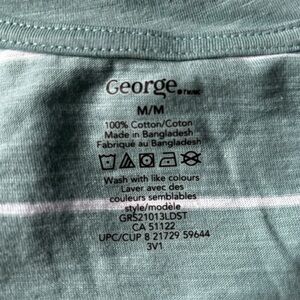 George
M/M
100% Cotton/Coton
Made in Bangladesh
Fabriqué au Bangladesh
Wash with like colours
Laver avec des
couleurs semblables
style/modèle
GRS21013LDST
CA 51122
UPC/CUP 8 21729 59644
3V1